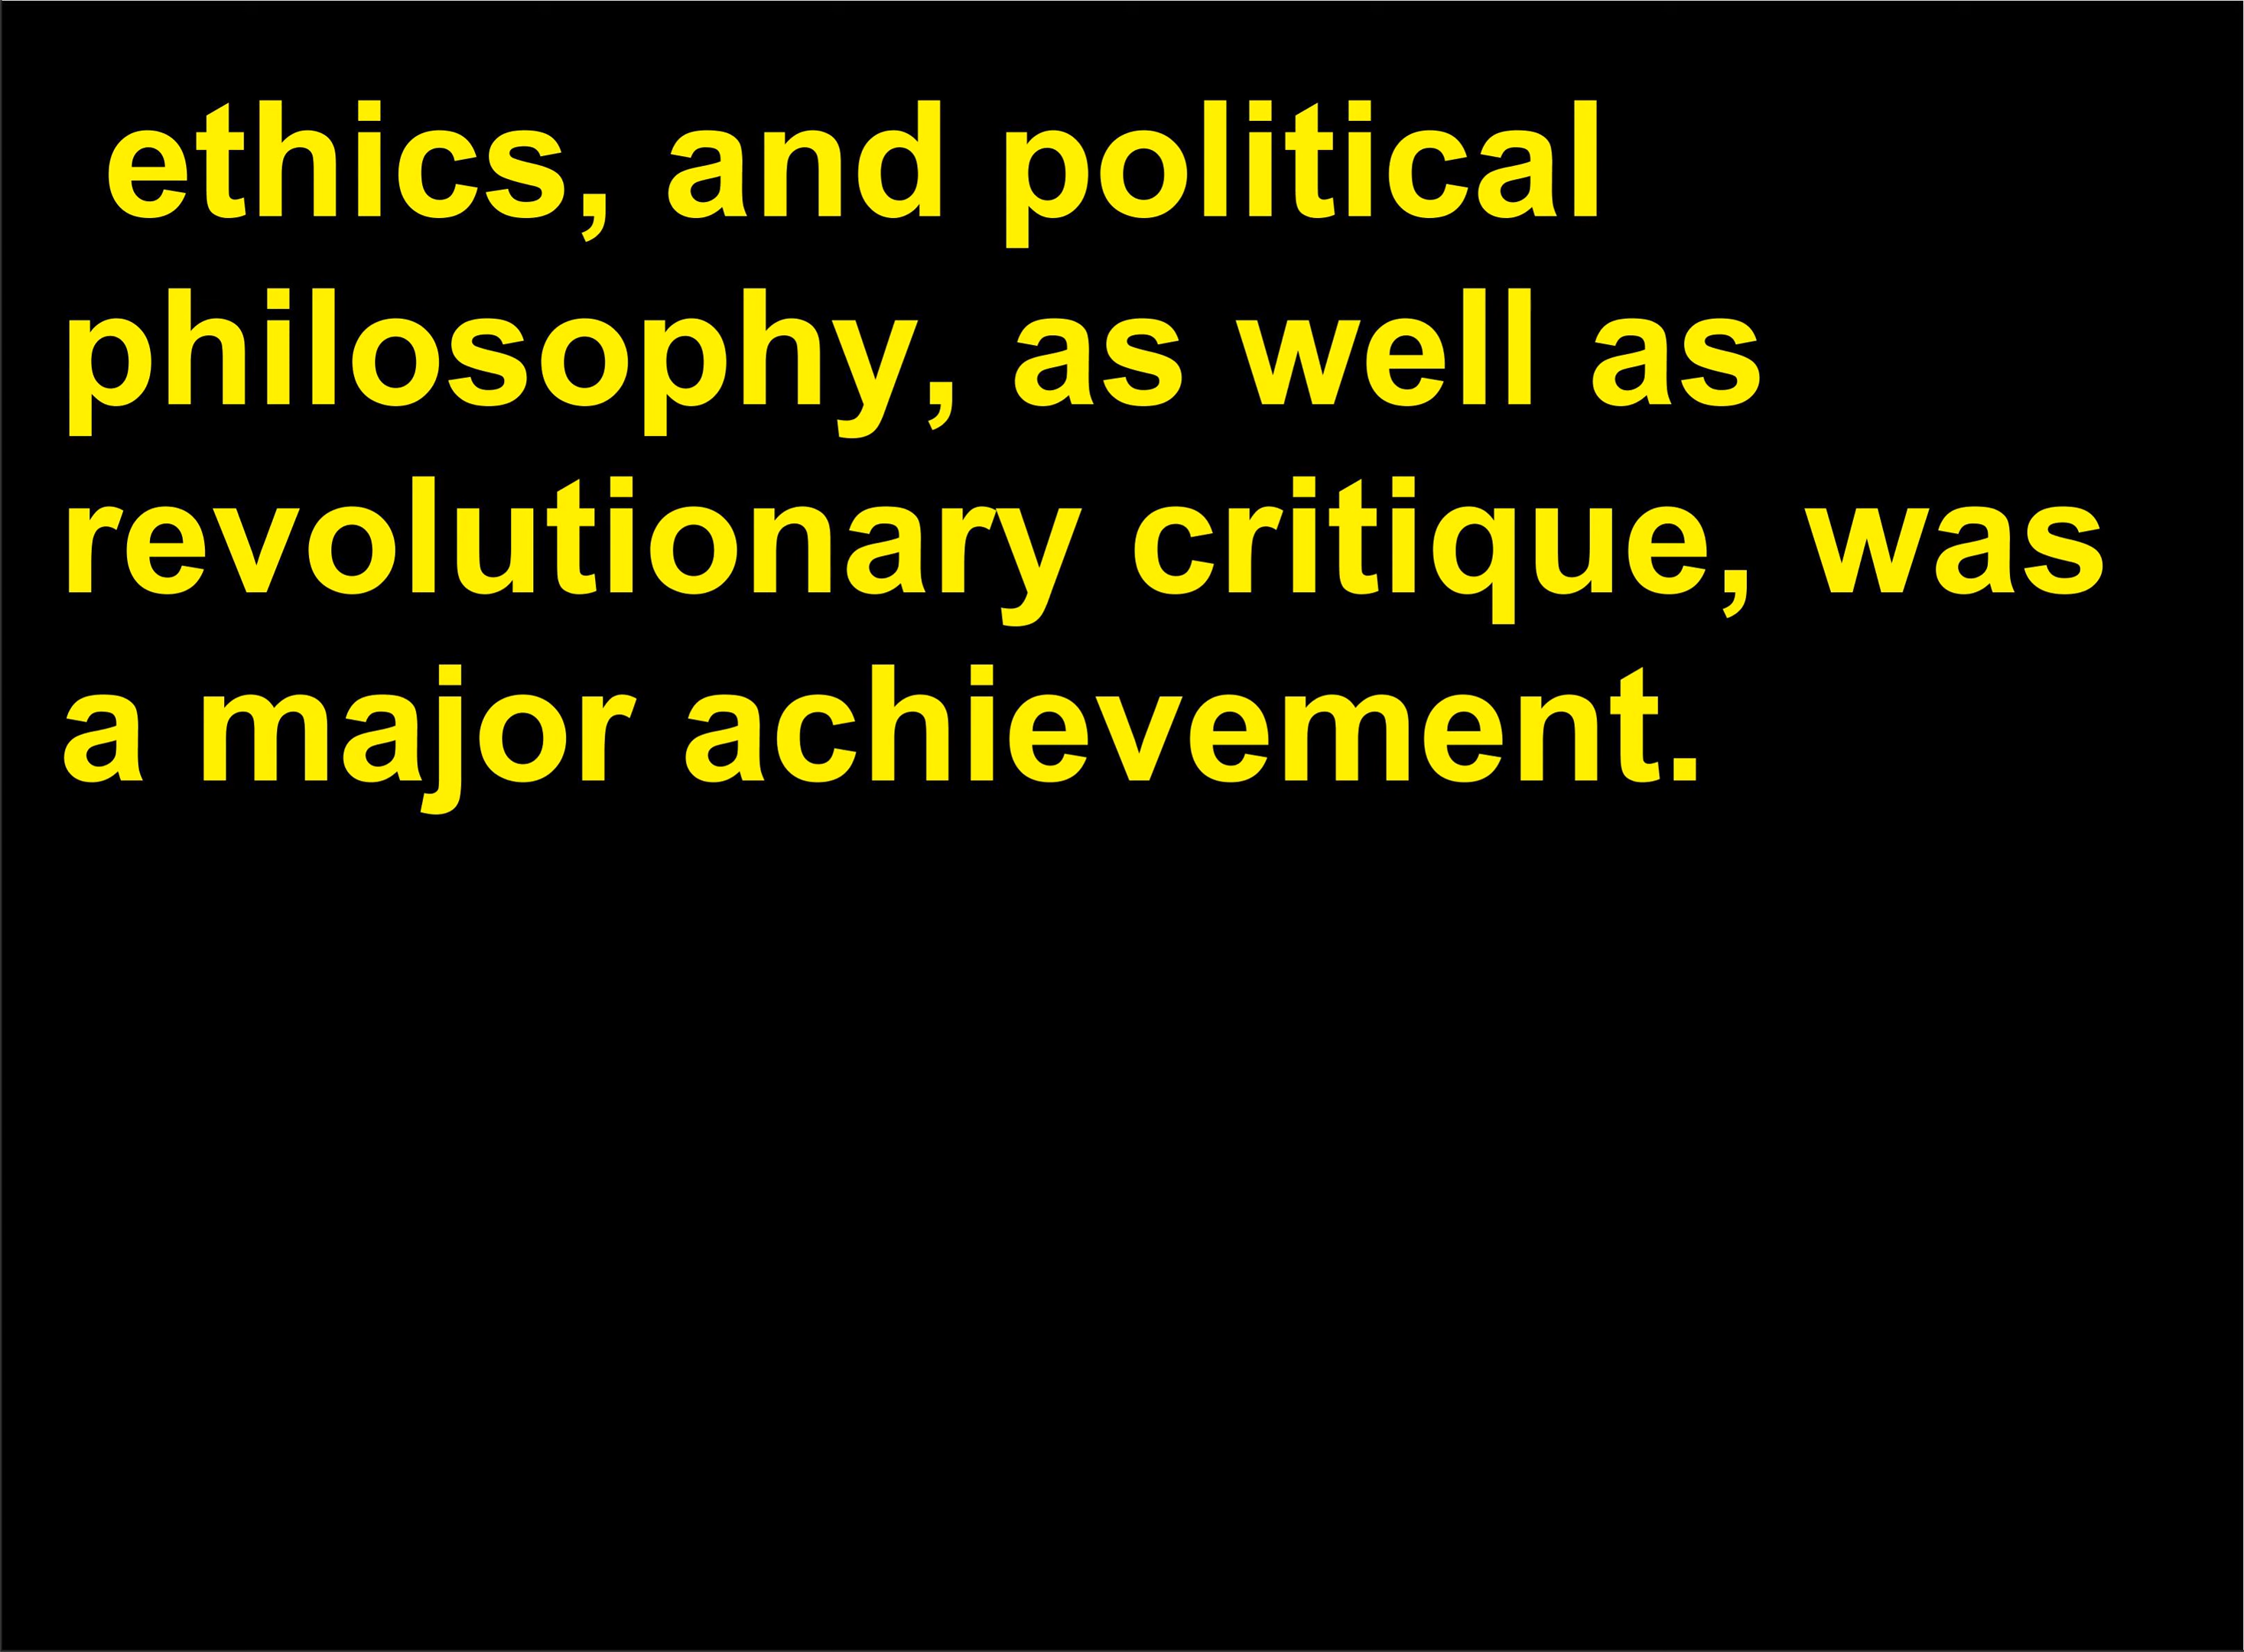 ethics, and political
philosophy, as well as
revolutionary critique, was
a major achievement.